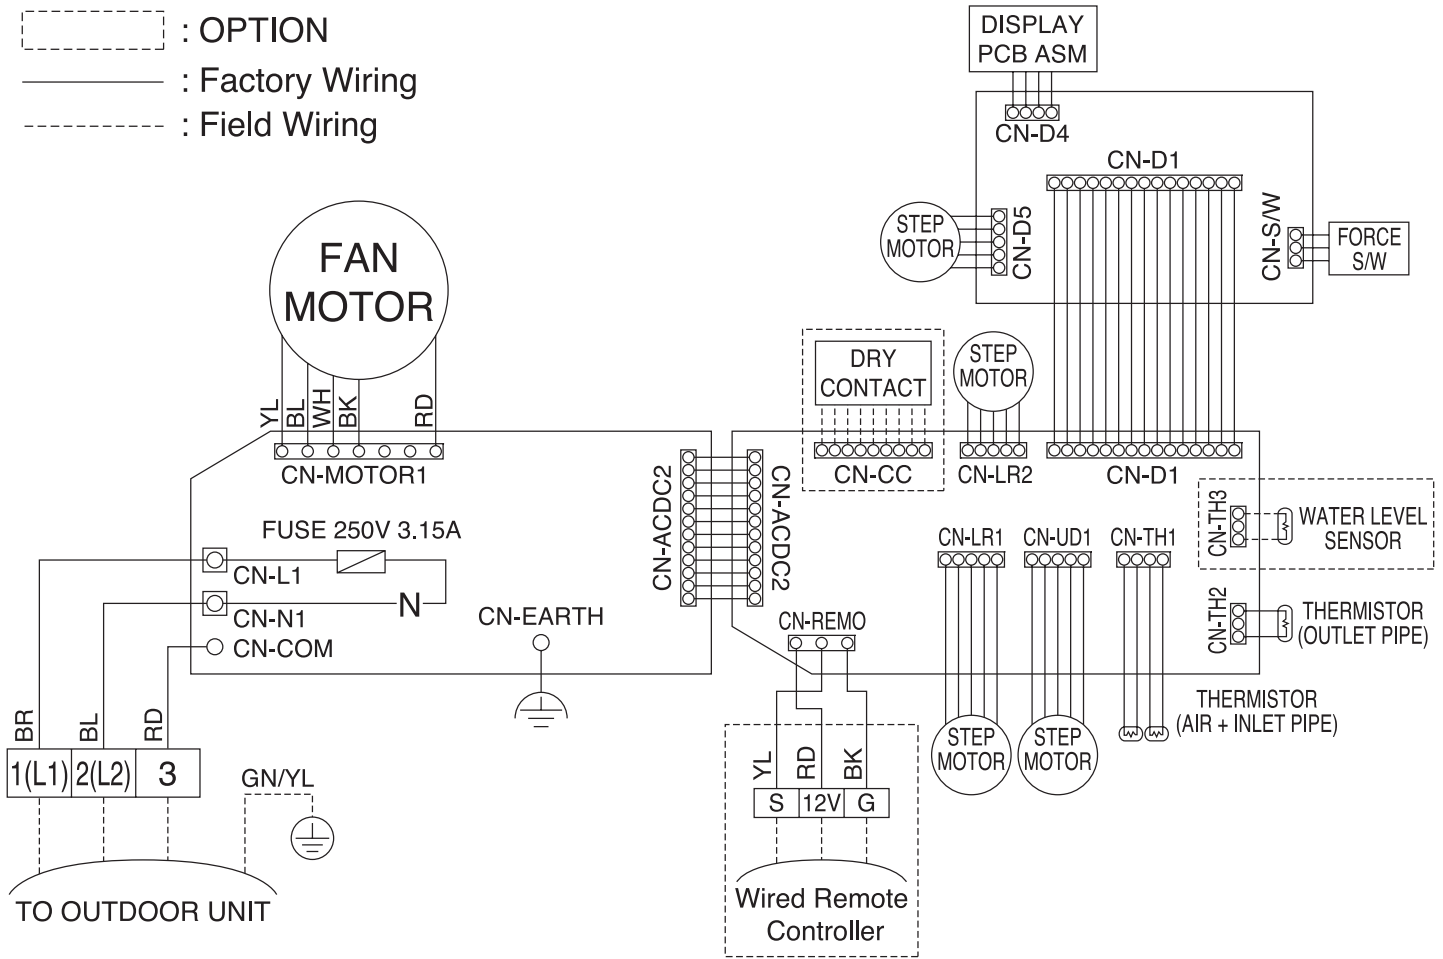 : OPTION
: Factory Wiring
: Field Wiring
DISPLAY
PCB ASM
CN-D4
CN-D1
STEP
MOTOR
CN-D5
CN-S/W
FORCE
S/W
FAN
MOTOR
YL
BL
WH
BK
RD
CN-MOTOR1
DRY
CONTACT
CN-CC
STEP
MOTOR
CN-LR2
CN-D1
CN-ACDC2
CN-ACDC2
FUSE 250V 3.15A
CN-L1
N
CN-N1
CN-COM
CN-EARTH
CN-REMO
CN-LR1
CN-UD1
CN-TH1
CN-TH3
WATER LEVEL
SENSOR
CN-TH2
THERMISTOR
(OUTLET PIPE)
THERMISTOR
(AIR + INLET PIPE)
STEP
MOTOR
STEP
MOTOR
BR
BL
RD
1(L1)
2(L2)
3
GN/YL
TO OUTDOOR UNIT
YL
RD
BK
S
12V
G
Wired Remote
Controller